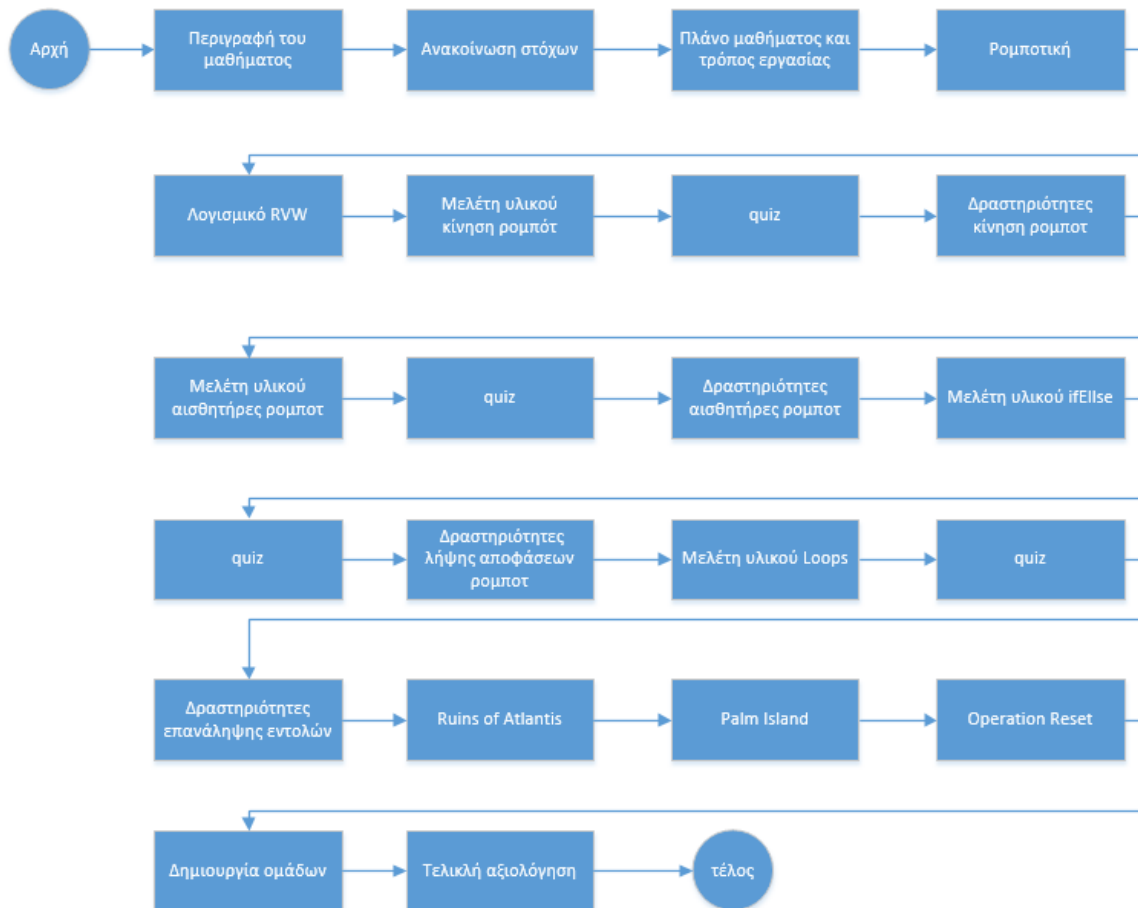 Αρχή
Περιγραφή του
μαθήματος
Ανακοίνωση στόχων
Πλάνο μαθήματος και
τρόπος εργασίας
Ρομποτική
Λογισμικό RVW
Μελέτη υλικού
κίνηση ρομπότ
quiz
Δραστηριότητες
κίνηση ρομποτ
Μελέτη υλικού
αισθητήρες ρομποτ
quiz
Δραστηριότητες
αισθητήρες ρομποτ
Μελέτη υλικού ifEllse
quiz
Δραστηριότητες
λήψης αποφάσεων
ρομποτ
Μελέτη υλικού Loops
quiz
Δραστηριότητες
επανάληψης εντολών
Ruins of Atlantis
Palm Island
Operation Reset
Δημιουργία ομάδων
Τελικλή αξιολόγηση
τέλος